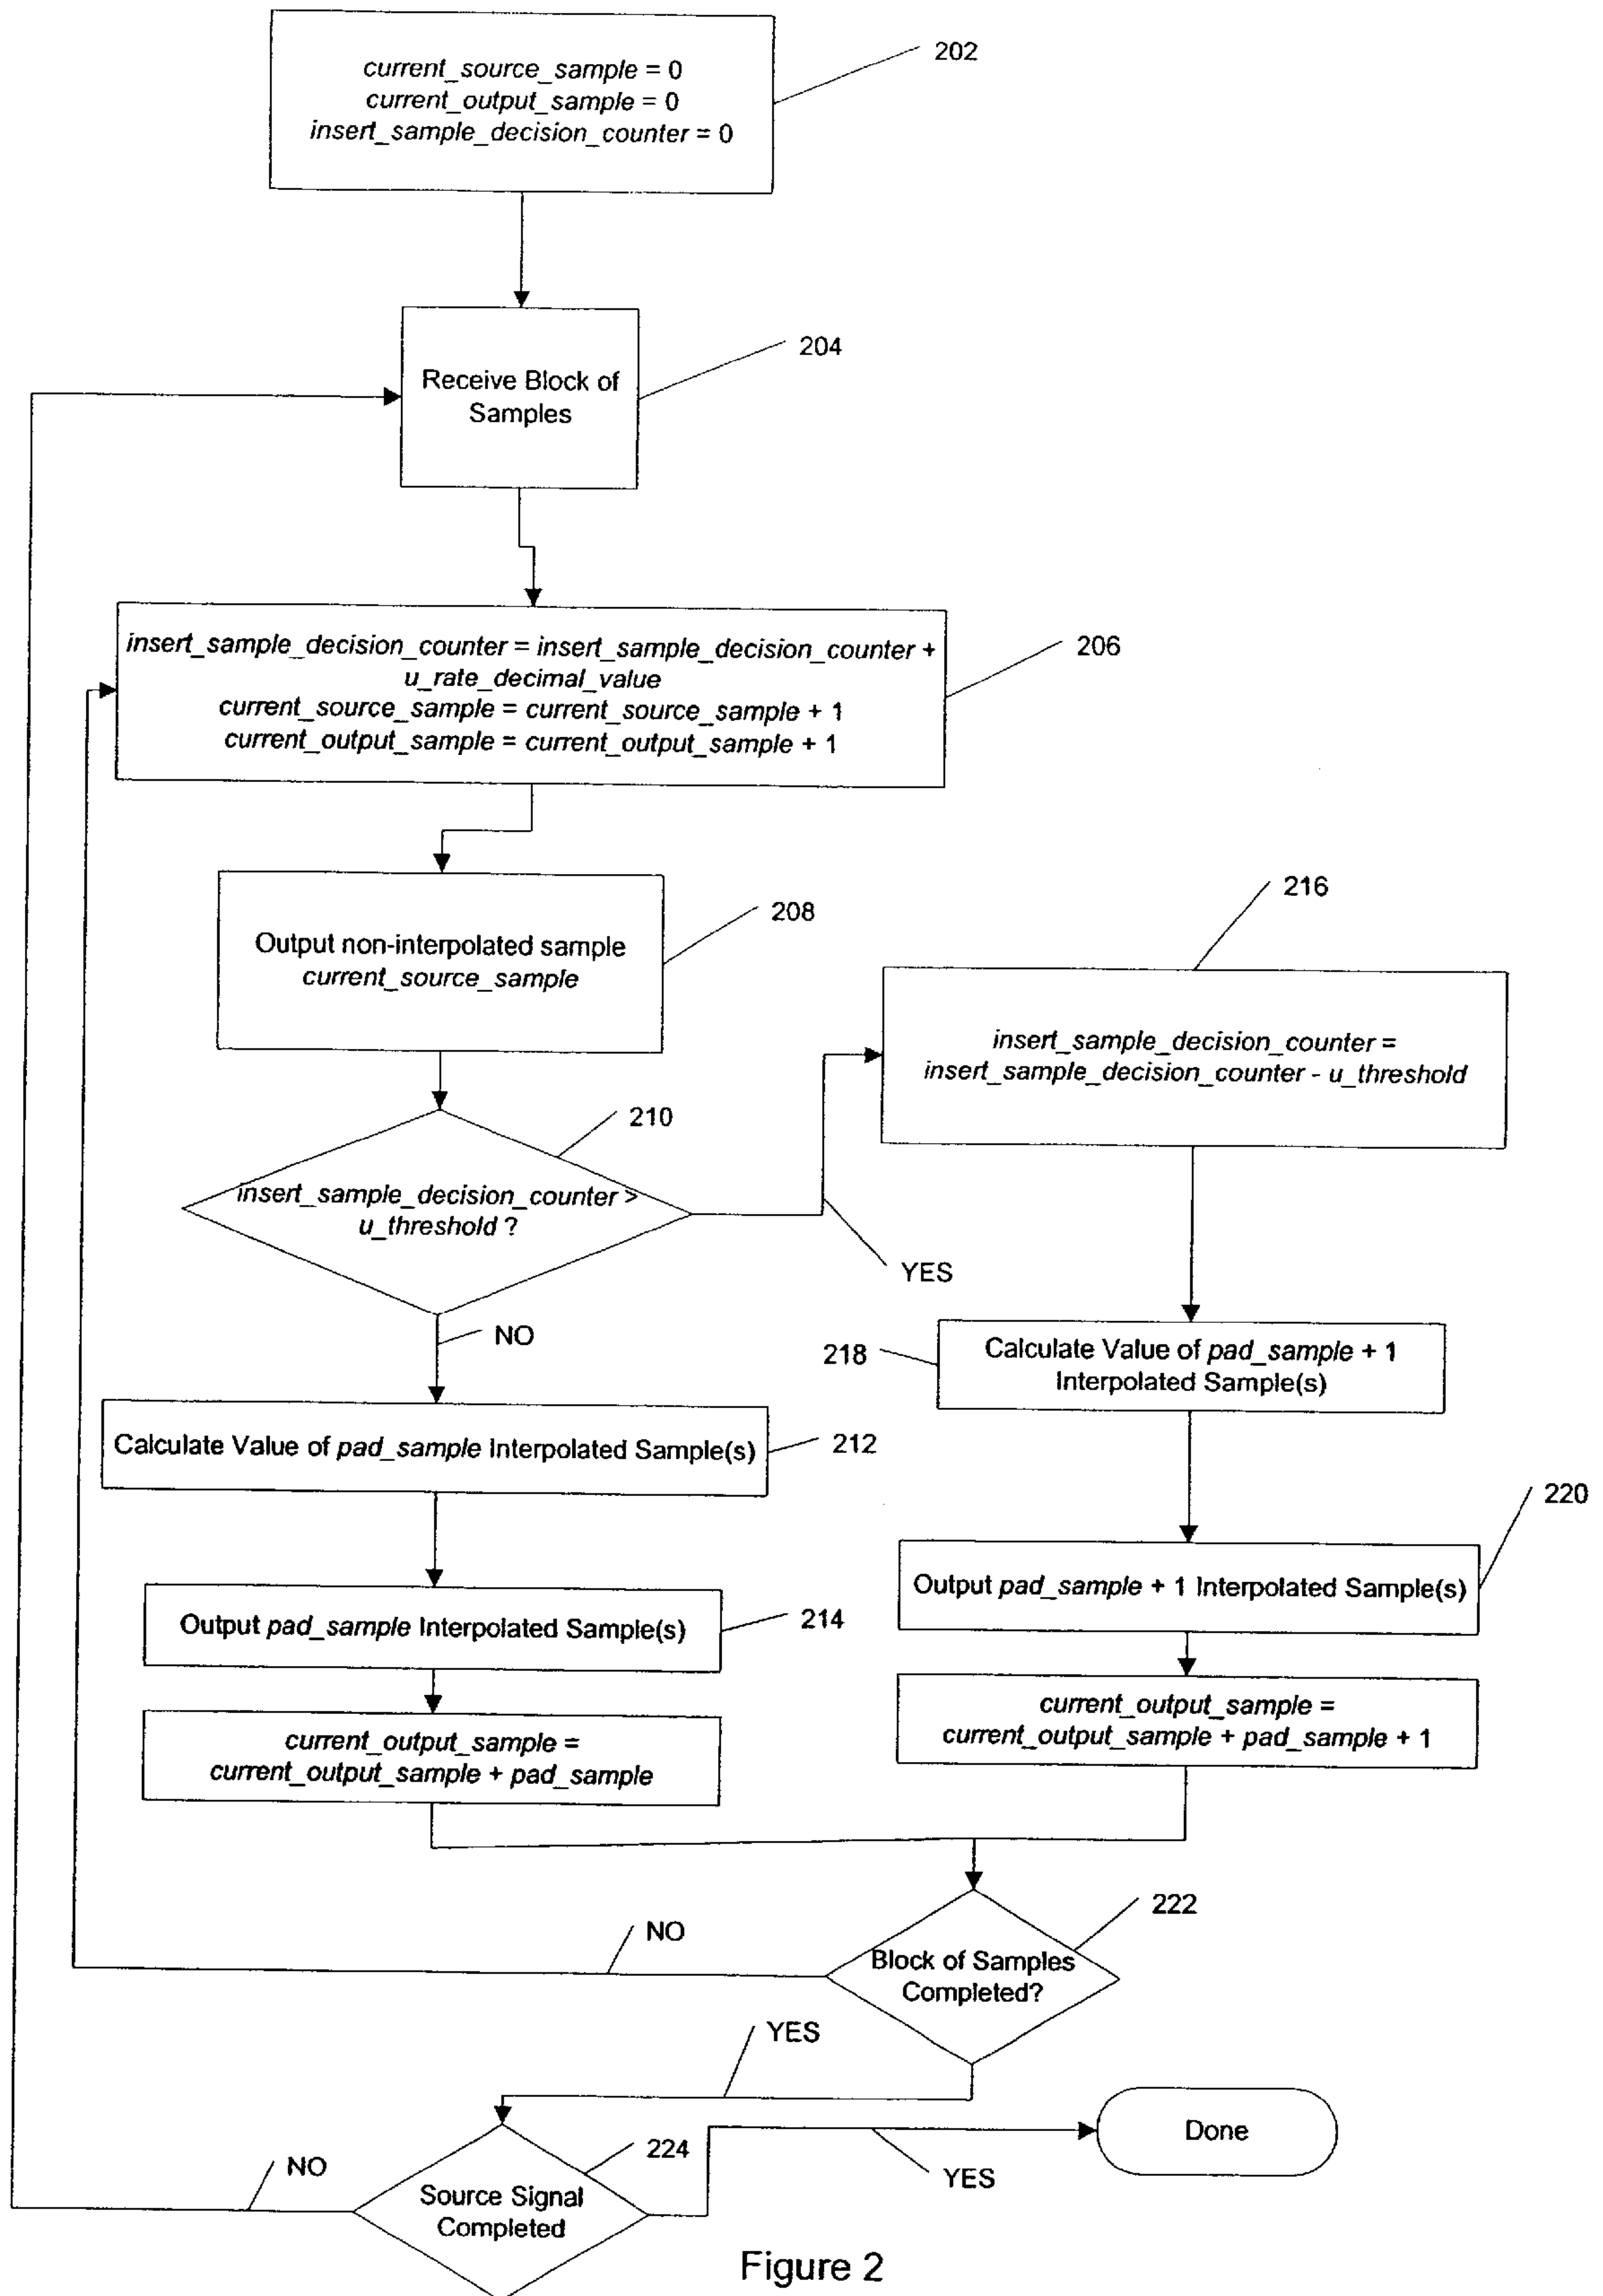 current_source_sample = 0
current_output_sample = 0
insert_sample_decision_counter = 0
202
Receive Block of
Samples
204
insert_sample_decision_counter = insert_sample_decision_counter +
u_rate_decimal_value
current_source_sample = current_source_sample + 1
current_output_sample = current_output_sample + 1
206
Output non-interpolated sample
current_source_sample
208
216
insert_sample_decision_counter =
insert_sample_decision_counter - u_threshold
210
insert_sample_decision_counter >
u_threshold ?
YES
NO
218
Calculate Value of pad_sample + 1
Interpolated Sample(s)
Calculate Value of pad_sample Interpolated Sample(s)
212
220
Output pad_sample + 1 Interpolated Sample(s)
Output pad_sample Interpolated Sample(s)
214
current_output_sample =
current_output_sample + pad_sample + 1
current_output_sample =
current_output_sample + pad_sample
222
NO
Block of Samples
Completed?
YES
Done
224
NO
YES
Source Signal
Completed
Figure 2